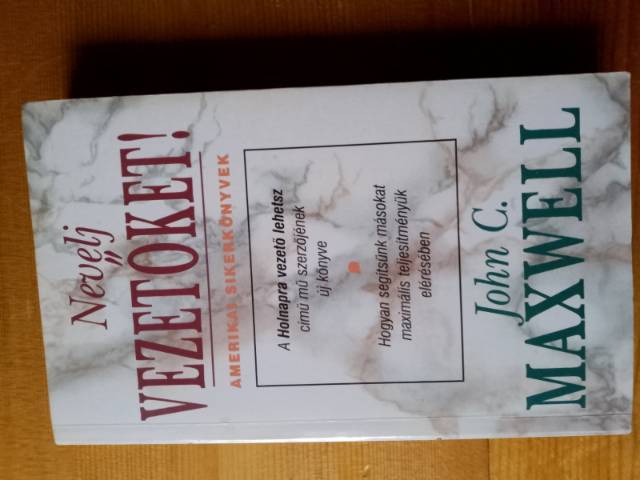 Nevelj
VEZETŐKET!
AMERIKAI SIKERKÖNYVEK
A Holnapra vezető lehetsz
című mű szerzőjének
új könyve
Hogyan segítsünk másokat
maximális teljesítményük
elérésében
John C.
MAXWELL